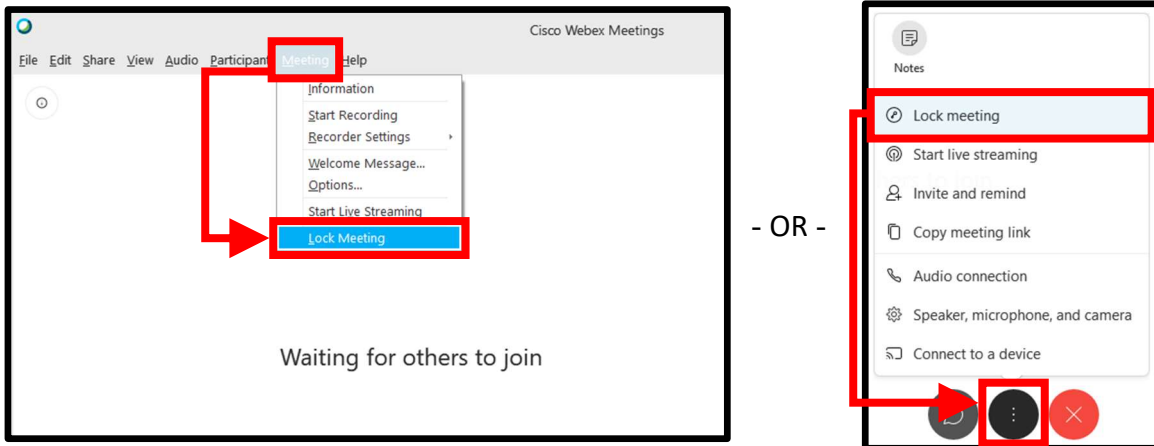 Cisco Webex Meetings
File Edit Share View Audio Participant Meeting Help
Information
Start Recording
Recorder Settings
Welcome Message...
Options...
Start Live Streaming
Lock Meeting
Waiting for others to join
- OR -
Notes
Lock meeting
Start live streaming
Invite and remind
Copy meeting link
Audio connection
Speaker, microphone, and camera
Connect to a device